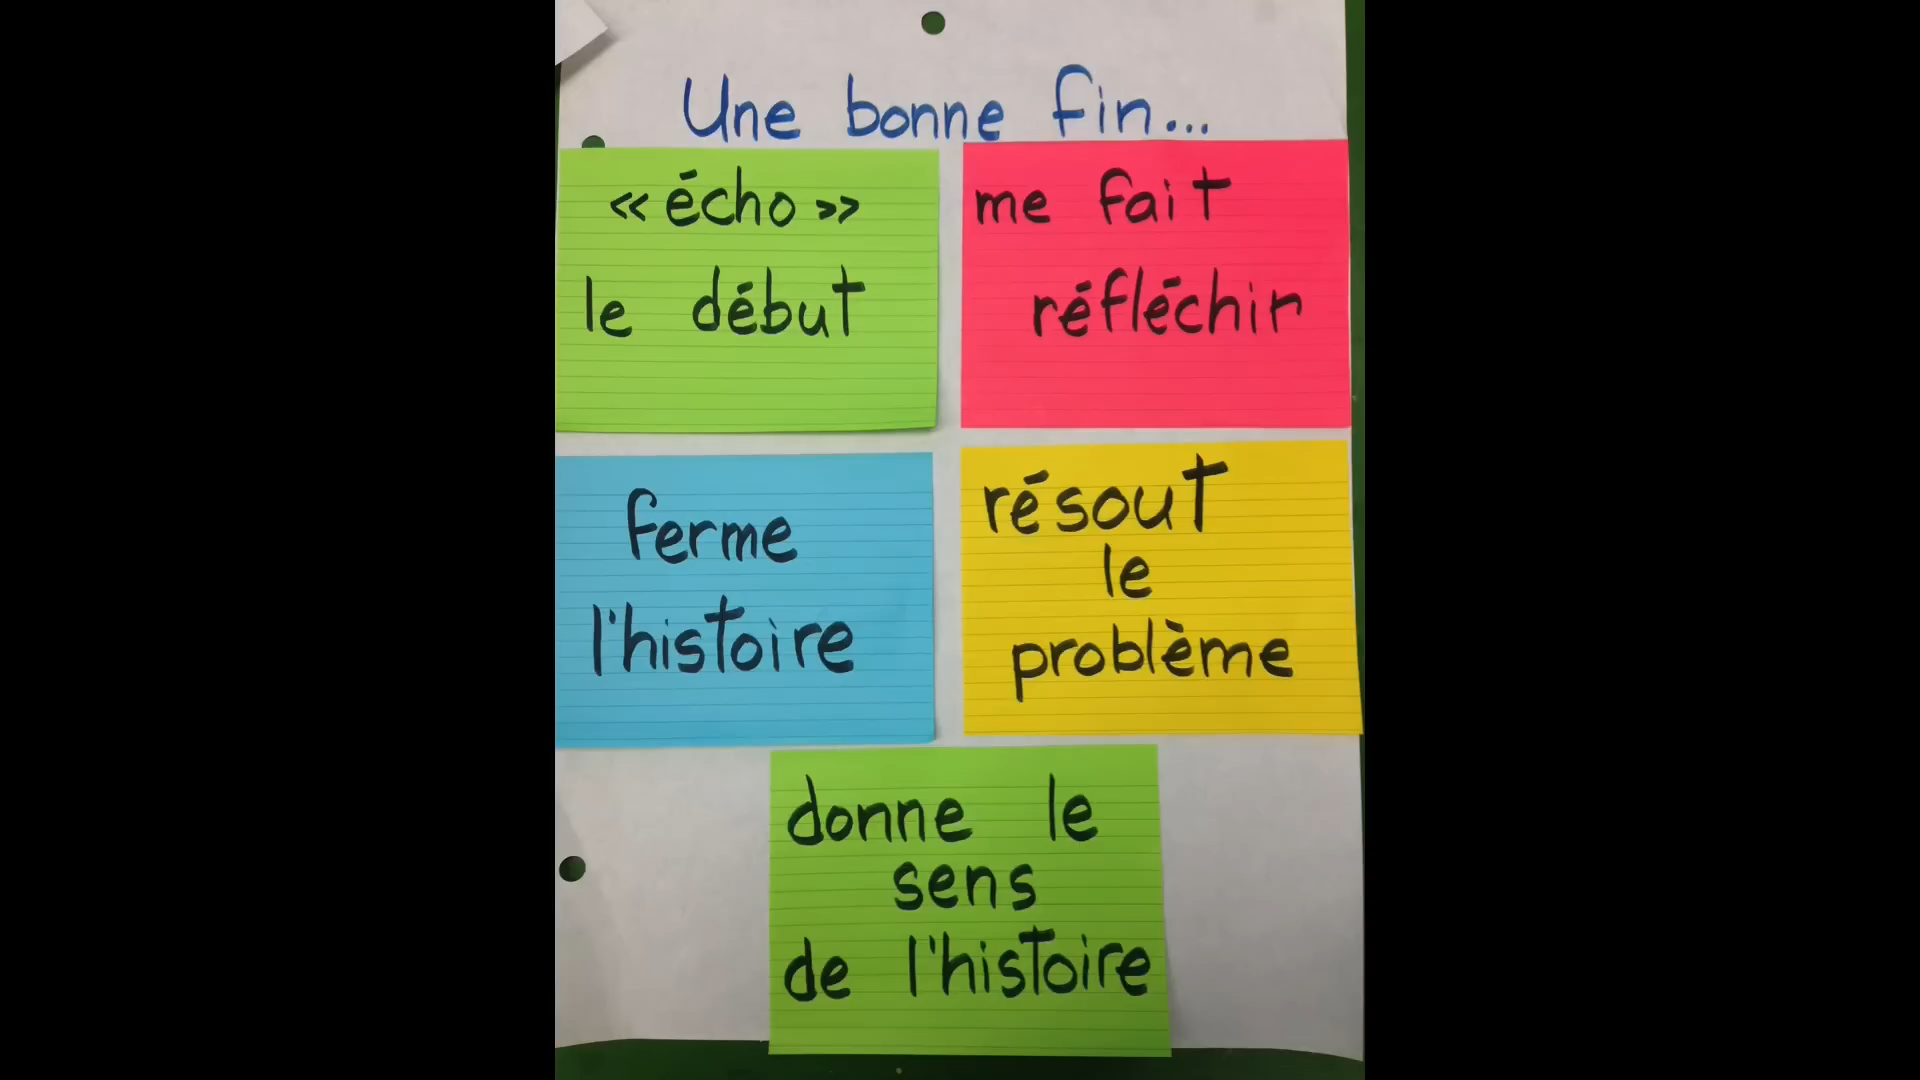 Une bonne fin...
« écho »
le début
me fait
réfléchir
ferme
l'histoire
résout
le
problème
donne le
sens
de l'histoire